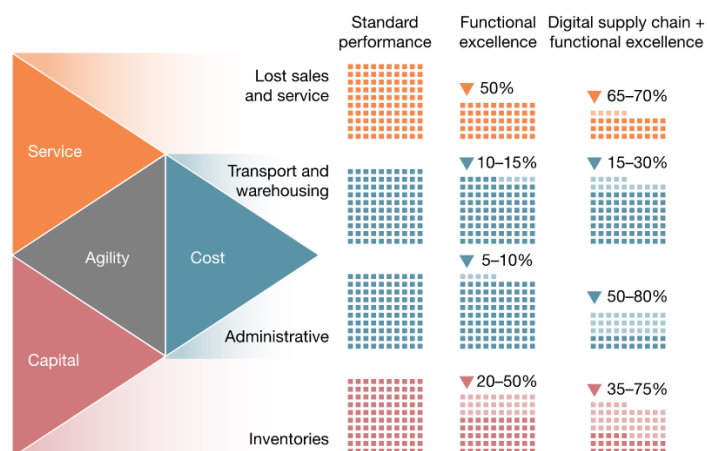 Standard
performance
Functional
excellence
Digital supply chain +
functional excellence
Lost sales
and service
50%
65–70%
Service
Transport and
warehousing
10–15%
15–30%
Agility
Cost
5–10%
50–80%
Administrative
Capital
20–50%
35–75%
Inventories